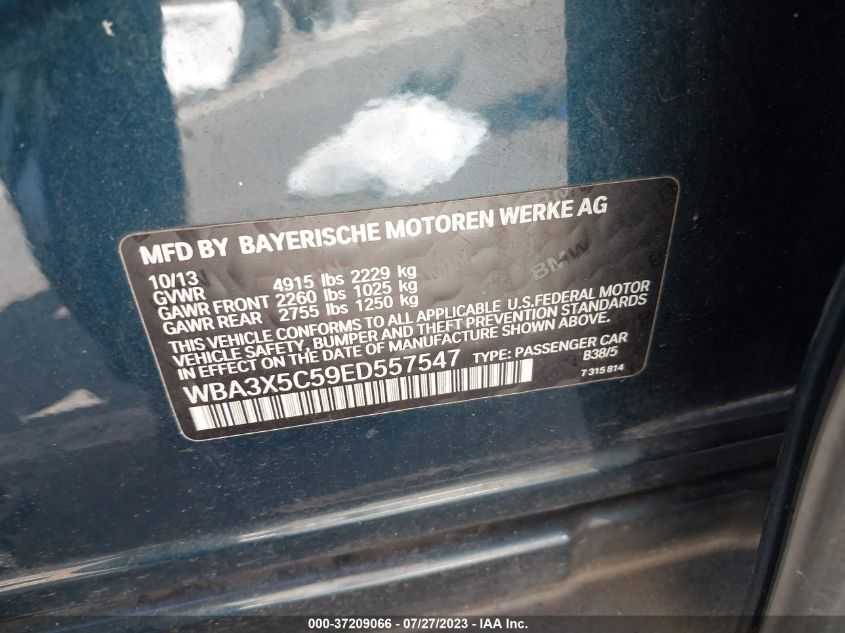 MFD BY BAYERISCHE MOTOREN WERKE AG
10/13
GVWR 4915 lbs 2229 kg
GAWR FRONT 2260 lbs 1025 kg
GAWR REAR 2755 lbs 1250 kg
THIS VEHICLE CONFORMS TO ALL APPLICABLE U.S.FEDERAL MOTOR
VEHICLE SAFETY, BUMPER AND THEFT PREVENTION STANDARDS
IN EFFECT ON THE DATE OF MANUFACTURE SHOWN ABOVE.
WBA3X5C59ED557547 TYPE: PASSENGER CAR
B38/5
7 315 814
BMW
000-37209066 - 07/27/2023 - IAAI Inc.